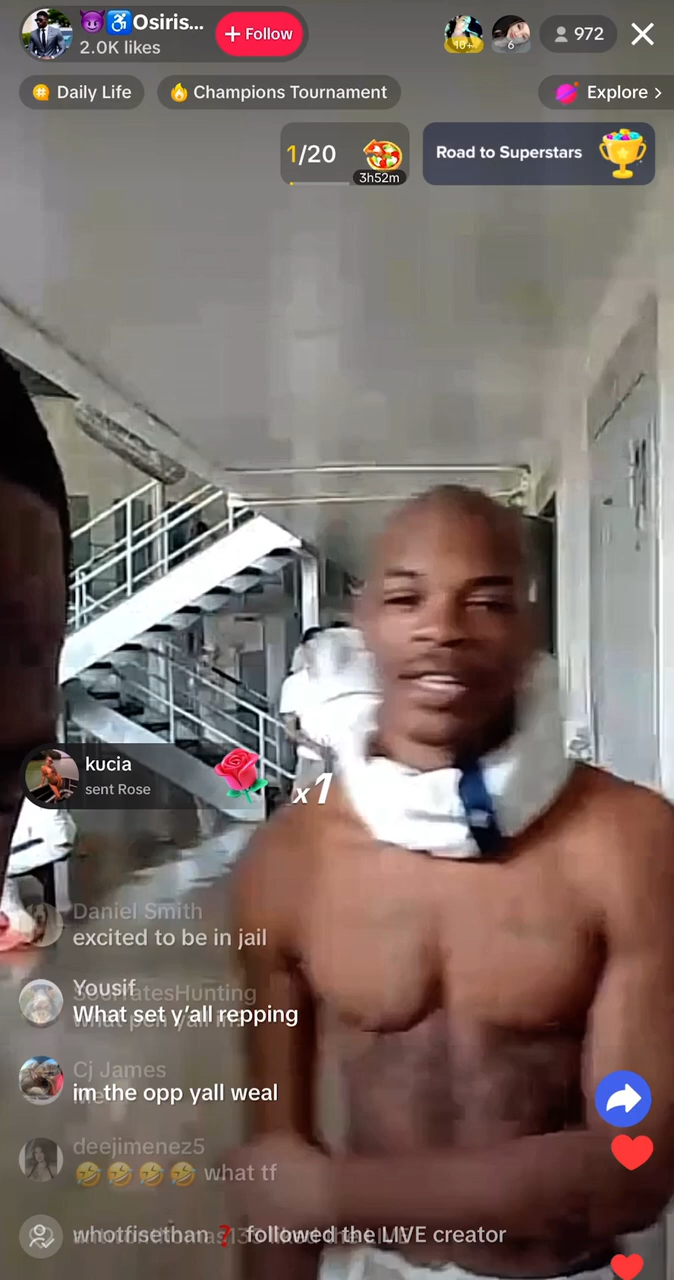 😈♿Osiris...
2.0K likes
+ Follow
10+
6
972
Daily Life
Champions Tournament
Explore >
1/20
3h52m
Road to Superstars
kucia
sent Rose
x1
Daniel Smith
excited to be in jail
Yousif
What set y'all repping
Cj James
im the opp yall weal
deejimenez5
🤣🤣🤣🤣 what tf
followed the LIVE creator